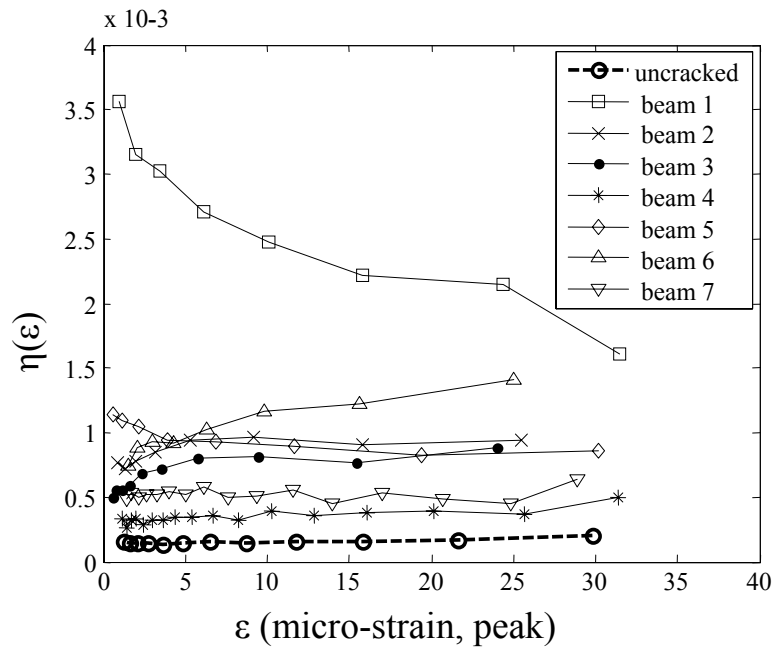 x 10-3
4
3.5
3
2.5
2
1.5
1
0.5
0
0 5 10 15 20 25 30 35 40
η(ε)
ε (micro-strain, peak)
uncracked
beam 1
beam 2
beam 3
beam 4
beam 5
beam 6
beam 7